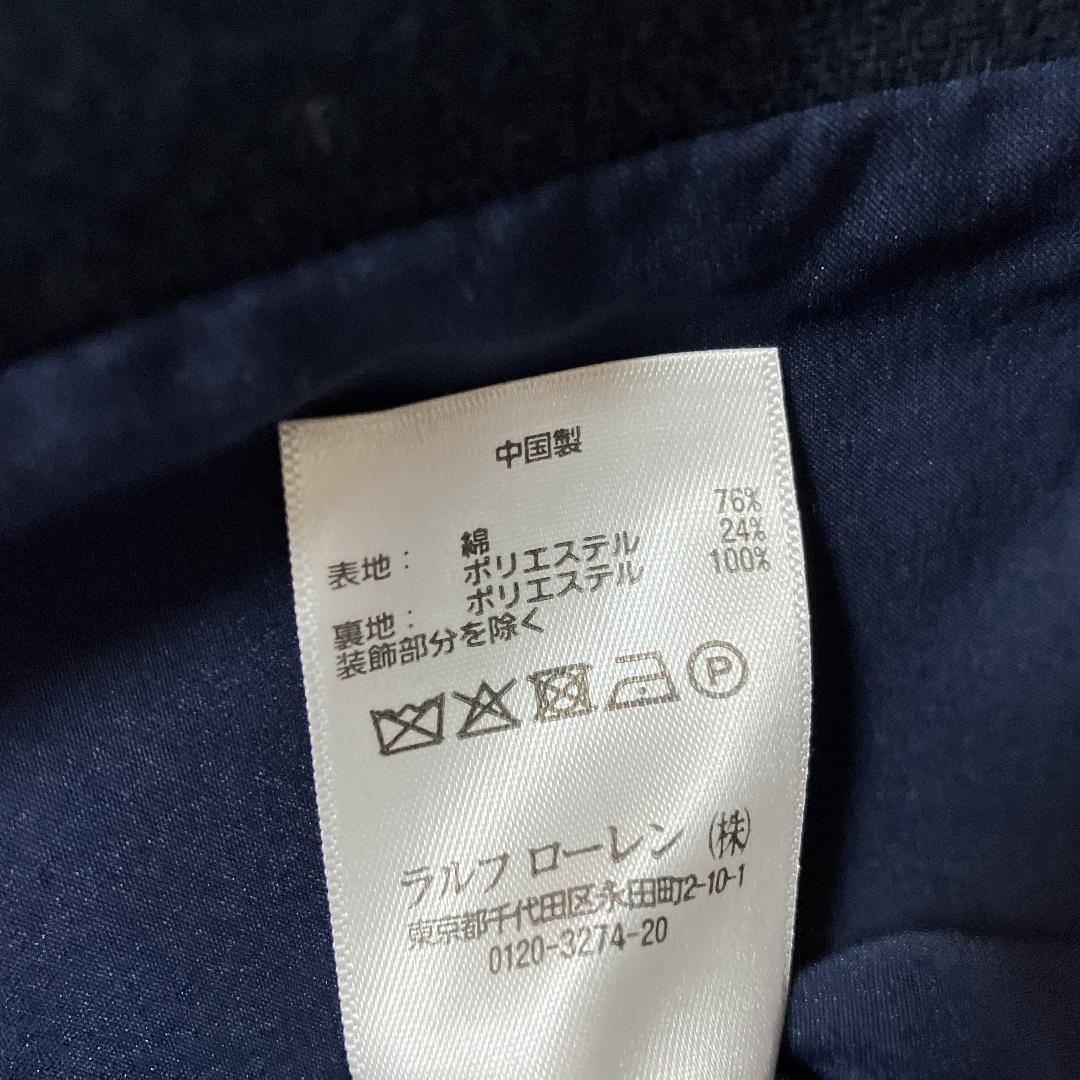 中国製
表地: 綿 76%
ポリエステル 24%
裏地: ポリエステル 100%
装飾部分を除く
P
ラルフ ローレン (株)
東京都千代田区永田町2-10-1
0120-3274-20